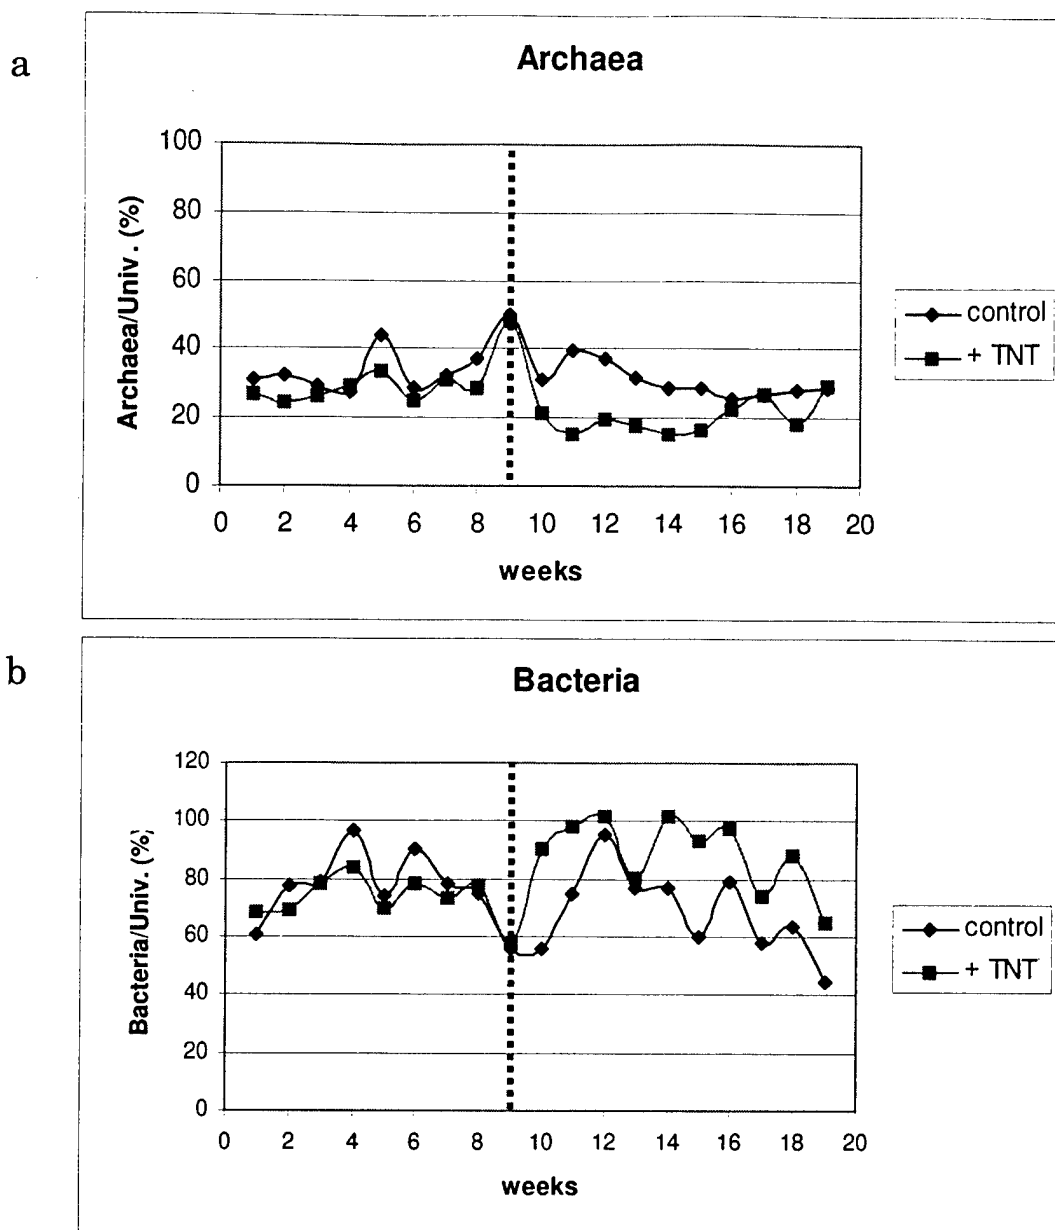 a
Archaea
100
80
60
40
20
0
Archaea/Univ. (%)
0 2 4 6 8 10 12 14 16 18 20
weeks
control
+ TNT
b
Bacteria
120
100
80
60
40
20
0
Bacteria/Univ. (%)
0 2 4 6 8 10 12 14 16 18 20
weeks
control
+ TNT